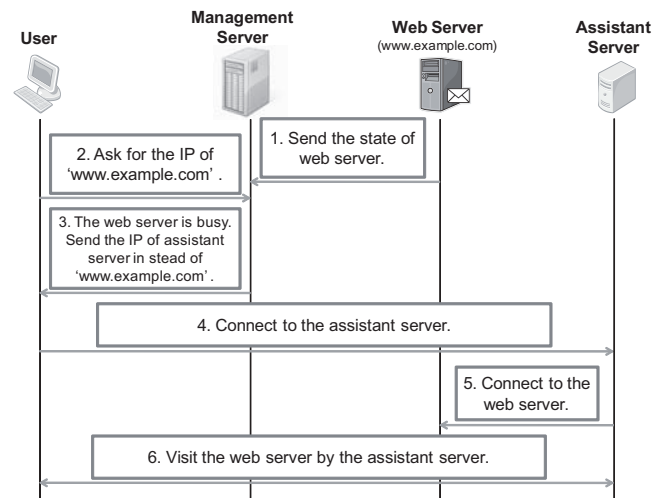 User
Management
Server
Web Server
(www.example.com)
Assistant
Server
1. Send the state of
web server.
2. Ask for the IP of
‘www.example.com’ .
3. The web server is busy.
Send the IP of assistant
server in stead of
‘www.example.com’ .
4. Connect to the assistant server.
5. Connect to the
web server.
6. Visit the web server by the assistant server.